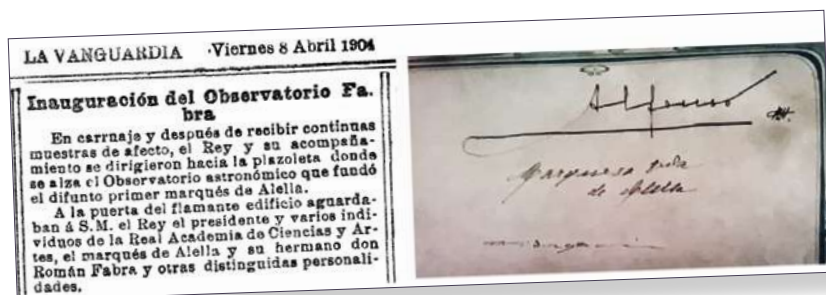 LA VANGUARDIA Viernes 8 Abril 1904
Inauguración del Observatorio Fa-
bra
En carruaje y después de recibir continuas
muestras de afecto, el Rey y su acompaña-
miento se dirigieron hacia la plazoleta donde
se alza el Observatorio astronómico que fundó
el difunto primer marqués de Alella.
A la puerta del flamante edificio aguarda-
ban á S.M. el Rey el presidente y varios indi-
viduos de la Real Academia de Ciencias y Ar-
tes, el marqués de Alella y su hermano don
Román Fabra y otras distinguidas personali-
dades.
Alfonso
Marquesa
de Alella